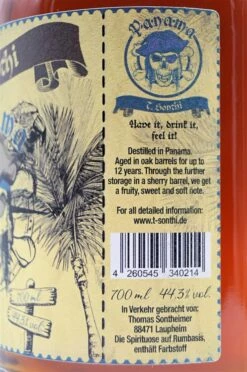 chi
Panama
T. Sonthi
Have it, drink it,
feel it!
Destilled in Panama.
Aged in oak barrels for up to
12 years. Through the further
storage in a sherry barrel, we get
a fruity, sweet and soft note.
For all detailed information:
www.t-sonthi.de
4 260545 340214
700 ml 44,3% vol.
In Verkehr gebracht von:
Thomas Sontheimer
88471 Laupheim
Die Spirituose auf Rumbasis,
enthält Farbstoff